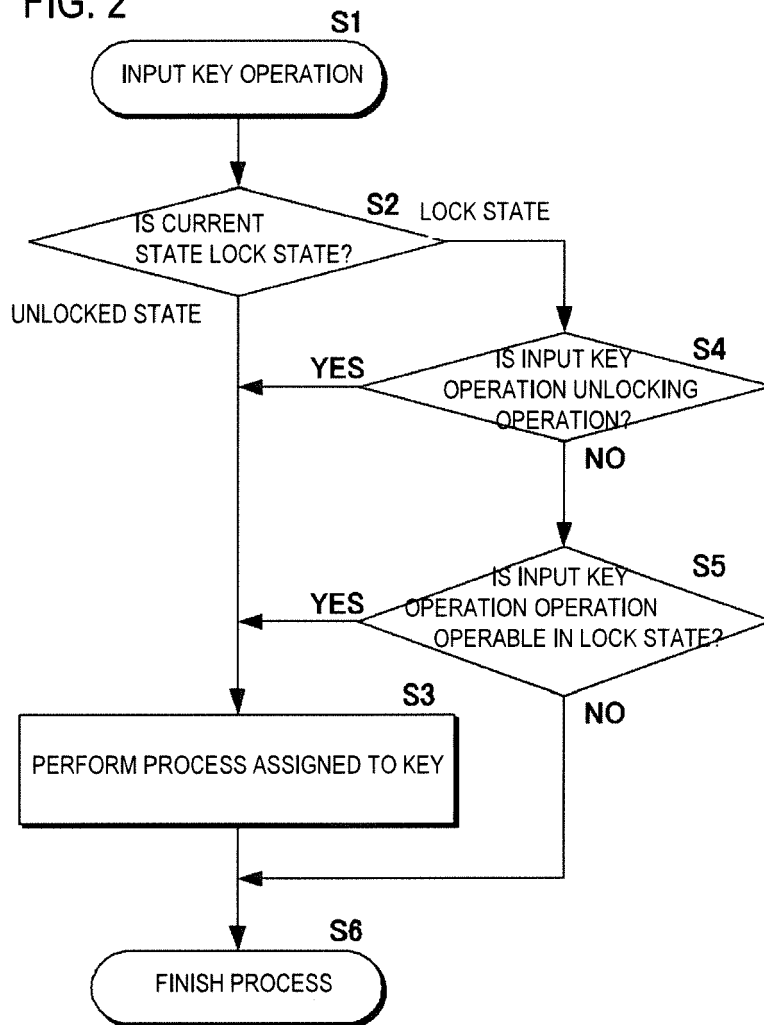 FIG. 2
S1
INPUT KEY OPERATION
S2
LOCK STATE
IS CURRENT
STATE LOCK STATE?
UNLOCKED STATE
S4
YES
IS INPUT KEY
OPERATION UNLOCKING
OPERATION?
NO
S5
YES
IS INPUT KEY
OPERATION OPERATION
OPERABLE IN LOCK STATE?
S3
NO
PERFORM PROCESS ASSIGNED TO KEY
S6
FINISH PROCESS